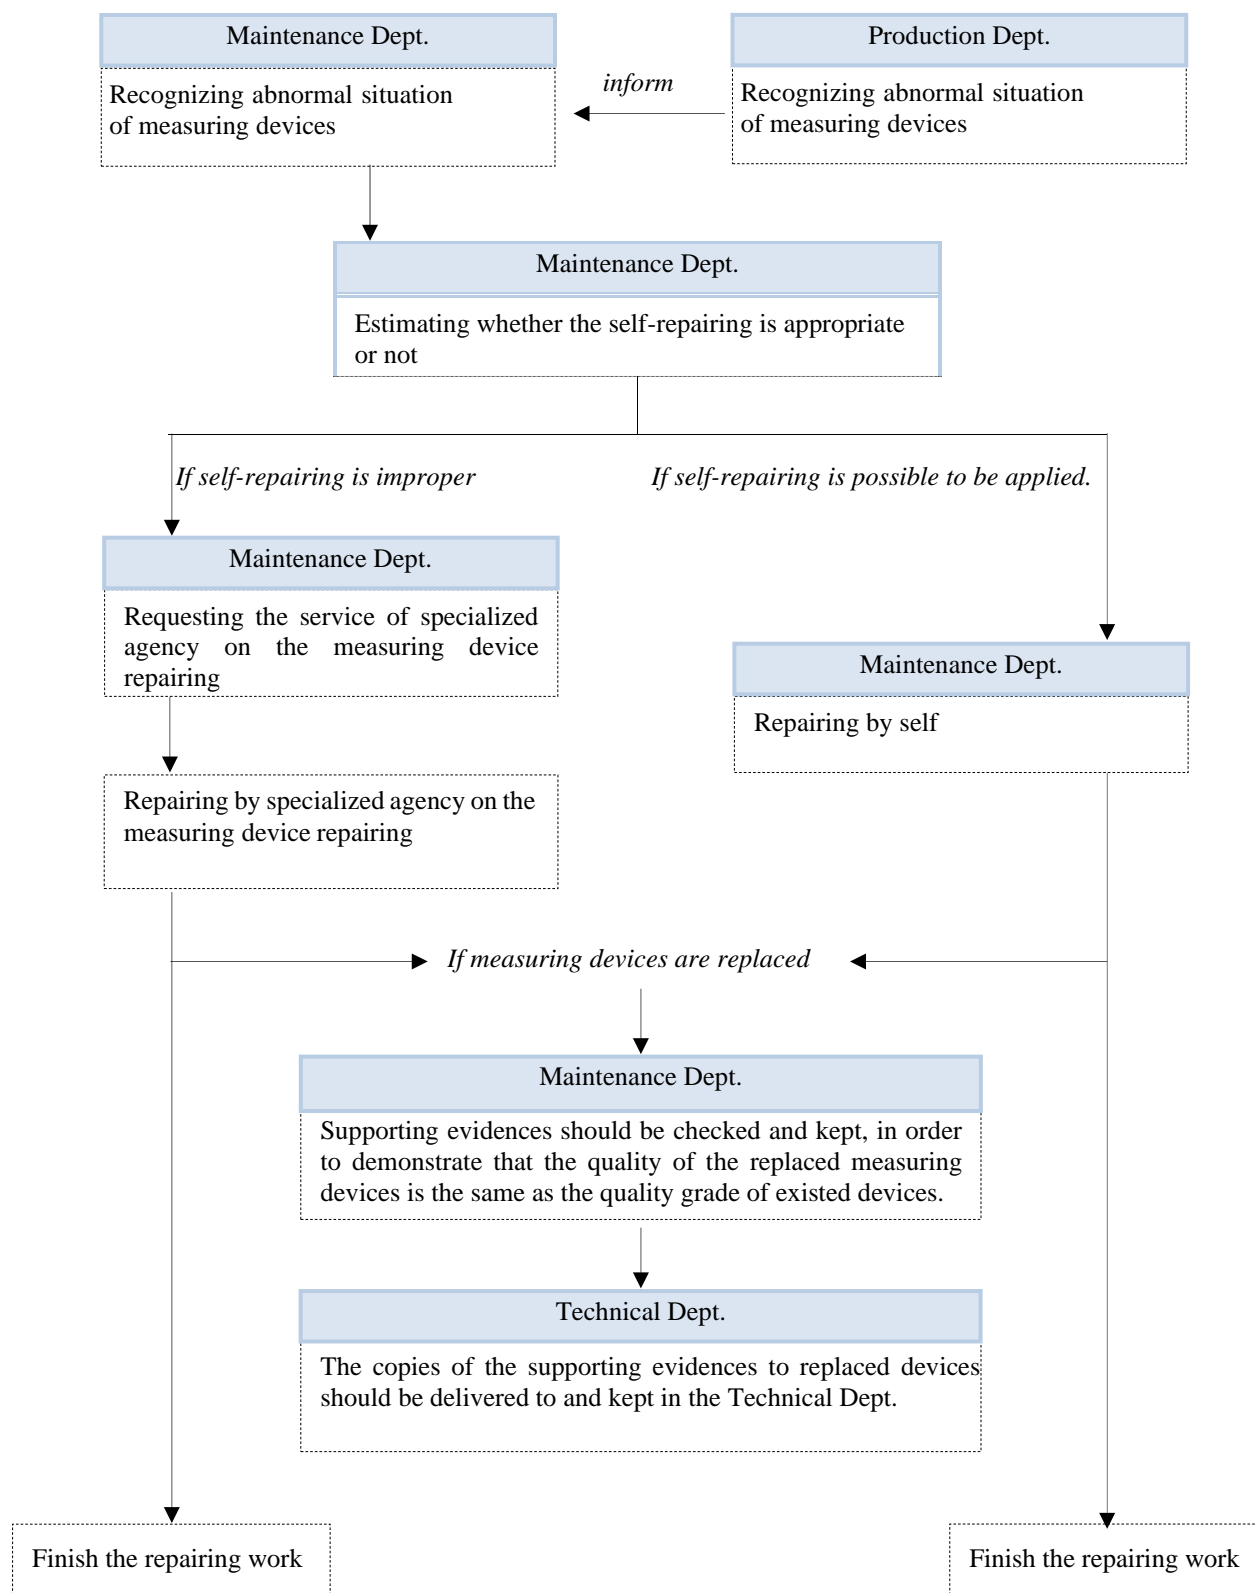 Maintenance Dept.
Recognizing abnormal situation
of measuring devices
inform
Production Dept.
Recognizing abnormal situation
of measuring devices
Maintenance Dept.
Estimating whether the self-repairing is appropriate
or not
If self-repairing is improper
If self-repairing is possible to be applied.
Maintenance Dept.
Requesting the service of specialized
agency on the measuring device
repairing
Maintenance Dept.
Repairing by self
Repairing by specialized agency on the
measuring device repairing
If measuring devices are replaced
Maintenance Dept.
Supporting evidences should be checked and kept, in order
to demonstrate that the quality of the replaced measuring
devices is the same as the quality grade of existed devices.
Technical Dept.
The copies of the supporting evidences to replaced devices
should be delivered to and kept in the Technical Dept.
Finish the repairing work
Finish the repairing work